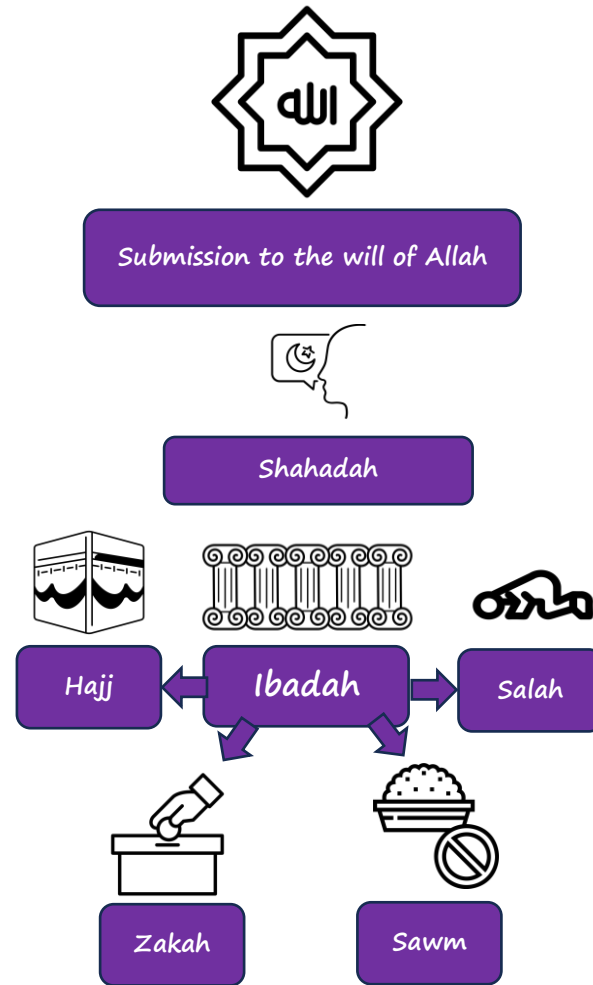 الله
Submission to the will of Allah
Shahadah
Hajj
Ibadah
Salah
Zakah
Sawm